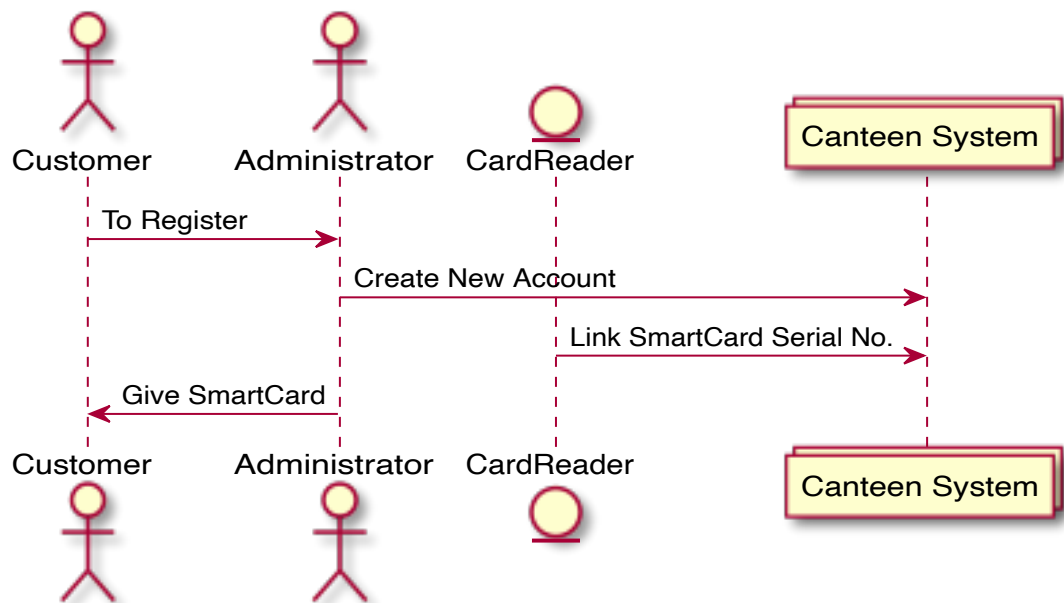 Customer
Administrator
CardReader
Canteen System
To Register
Create New Account
Link SmartCard Serial No.
Give SmartCard
Customer
Administrator
CardReader
Canteen System